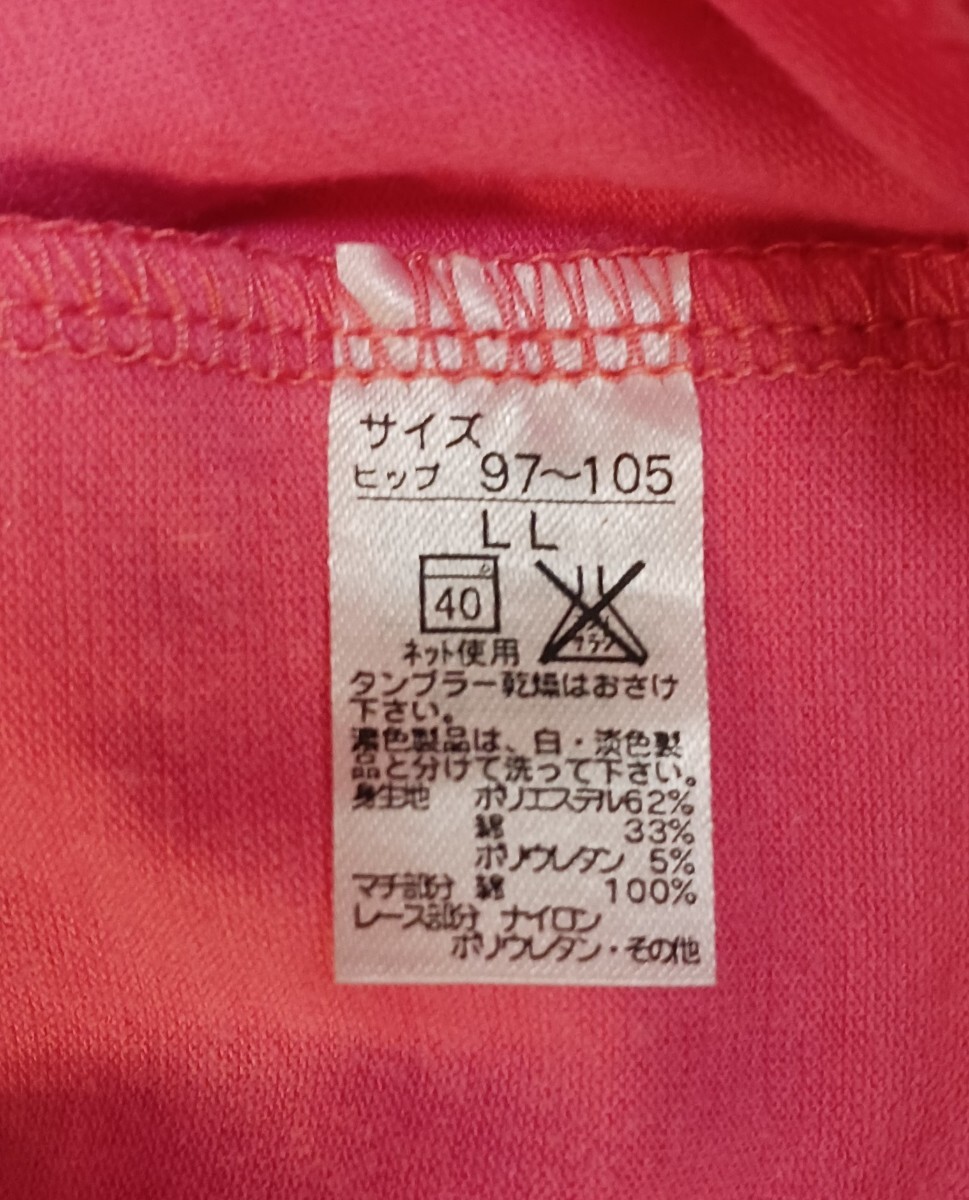 サイズ
ヒップ 97〜105
LL
40
ネット使用
タンブラー乾燥はおさけ
下さい。
濃色製品は、白・淡色製
品と分けて洗って下さい。
身生地 ポリエステル62%
綿 33%
ポリウレタン 5%
マチ部分 綿 100%
レース部分 ナイロン
ポリウレタン・その他